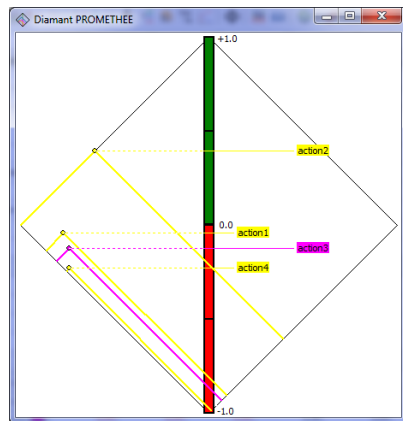 Diamant PROMETHEE
+1.0
action2
0.0
action1
action3
action4
-1.0